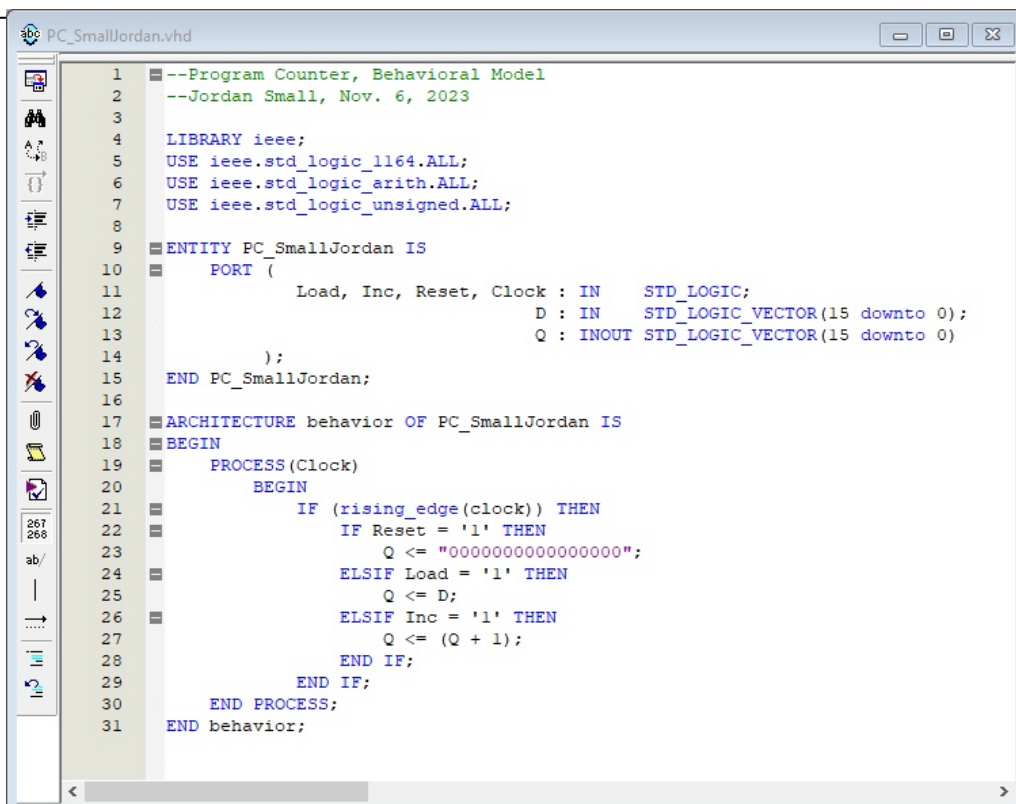 PC_SmallJordan.vhd
1 --Program Counter, Behavioral Model
2 --Jordan Small, Nov. 6, 2023
3
4 LIBRARY ieee;
5 USE ieee.std_logic_1164.ALL;
6 USE ieee.std_logic_arith.ALL;
7 USE ieee.std_logic_unsigned.ALL;
8
9 ENTITY PC_SmallJordan IS
10 PORT (
11 Load, Inc, Reset, Clock : IN STD_LOGIC;
12 D : IN STD_LOGIC_VECTOR(15 downto 0);
13 Q : INOUT STD_LOGIC_VECTOR(15 downto 0)
14 );
15 END PC_SmallJordan;
16
17 ARCHITECTURE behavior OF PC_SmallJordan IS
18 BEGIN
19 PROCESS(Clock)
20 BEGIN
21 IF (rising_edge(clock)) THEN
22 IF Reset = '1' THEN
23 Q <= "0000000000000000";
24 ELSIF Load = '1' THEN
25 Q <= D;
26 ELSIF Inc = '1' THEN
27 Q <= (Q + 1);
28 END IF;
29 END IF;
30 END PROCESS;
31 END behavior;
267
268
ab/